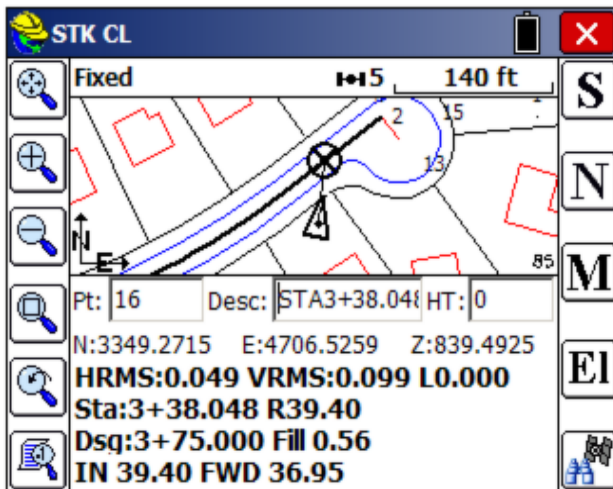 STK CL
Fixed 5 140 ft
S
2 15
13
N
N
E
85
M
Pt: 16 Desc: STA3+38.048 HT: 0
N:3349.2715 E:4706.5259 Z:839.4925
El
HRMS:0.049 VRMS:0.099 L0.000
Sta:3+38.048 R39.40
Dsg:3+75.000 Fill 0.56
IN 39.40 FWD 36.95